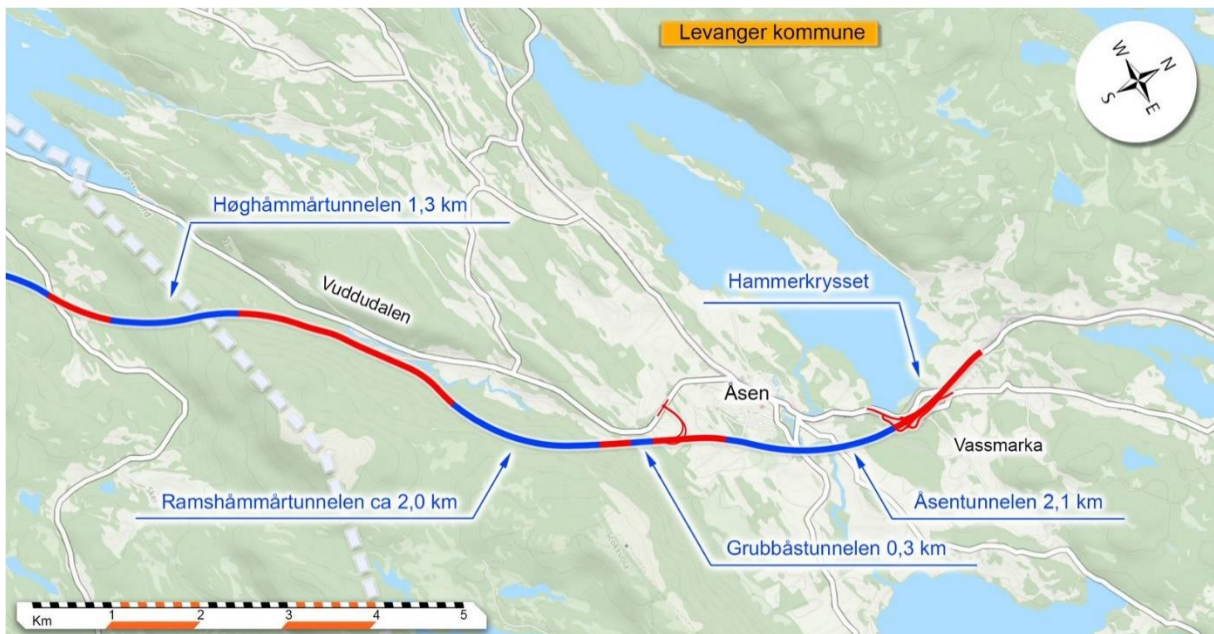 Levanger kommune
W
N
S
E
Høghåmmårtunnelen 1,3 km
Vuddudalen
Hammerkrysset
Åsen
Vassmarka
Ramshåmmårtunnelen ca 2,0 km
Åsentunnelen 2,1 km
Grubbåstunnelen 0,3 km
Km 1 2 3 4 5